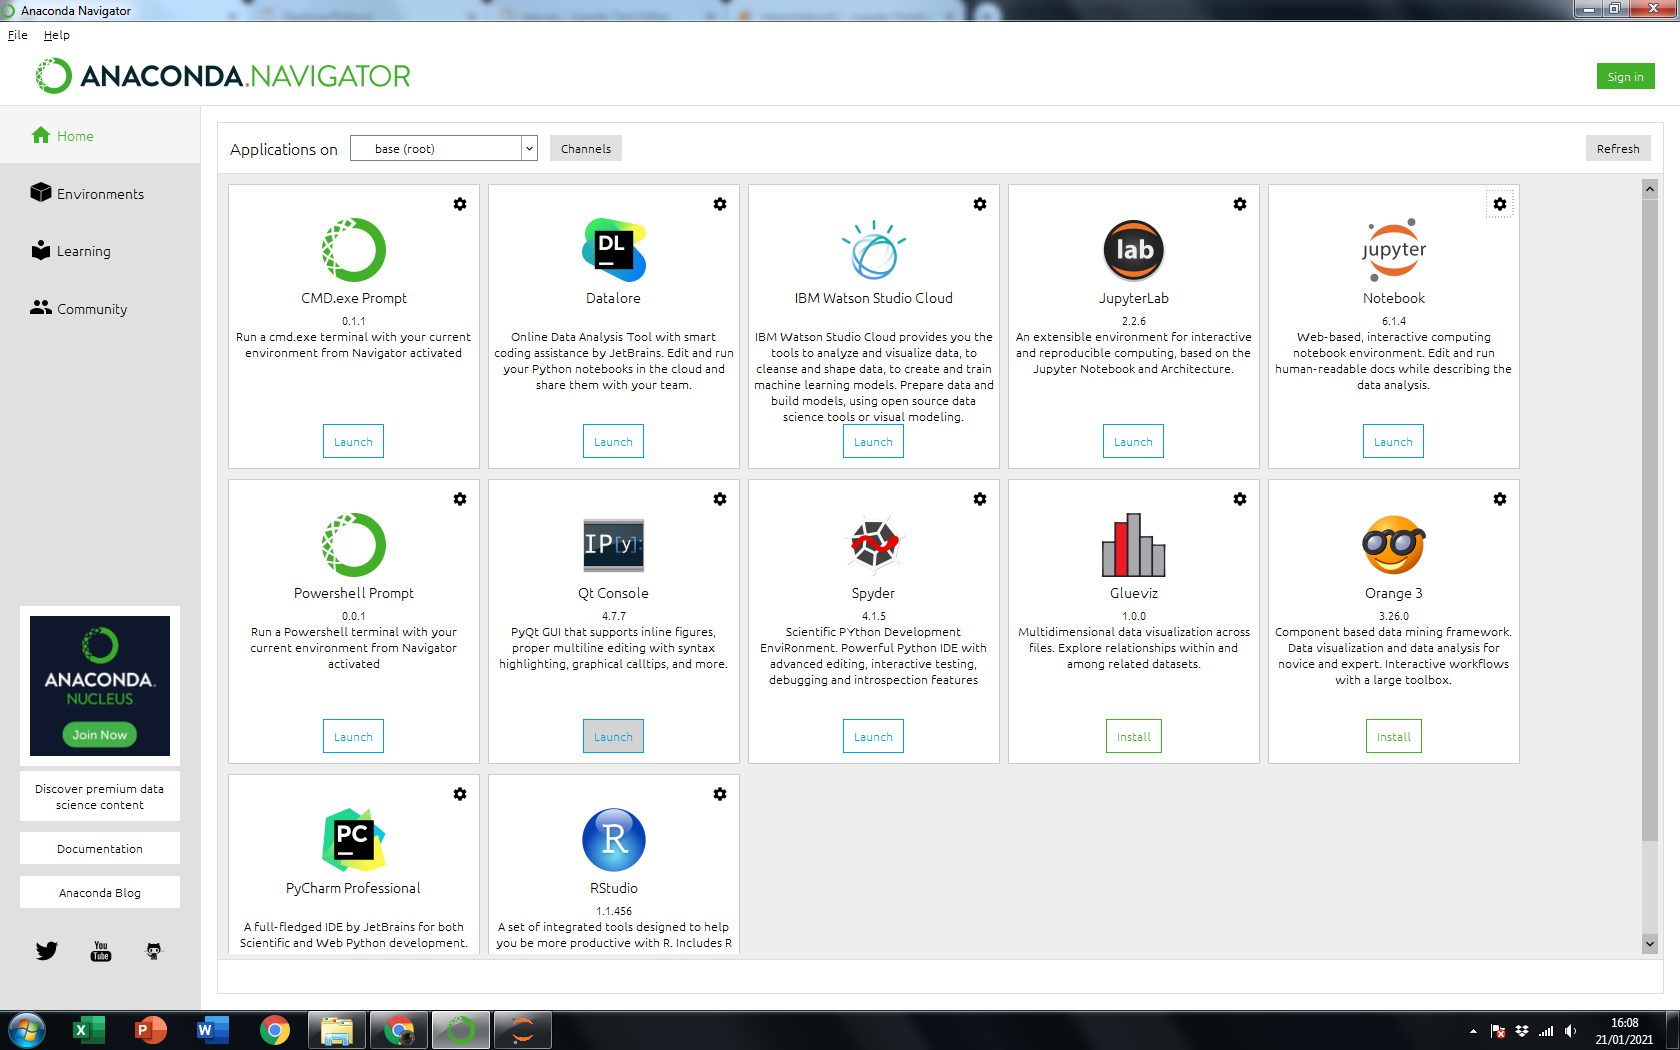 Anaconda Navigator
File Help
ANACONDA.NAVIGATOR
Sign in
Home
Environments
Learning
Community
Applications on base (root) Channels Refresh
CMD.exe Prompt
0.1.1
Run a cmd.exe terminal with your current
environment from Navigator activated
Launch
DL
Datalore
Online Data Analysis Tool with smart
coding assistance by JetBrains. Edit and run
your Python notebooks in the cloud and
share them with your team.
Launch
IBM Watson Studio Cloud
IBM Watson Studio Cloud provides you the
tools to analyze and visualize data, to
cleanse and shape data, to create and train
machine learning models. Prepare data and
build models, using open source data
science tools or visual modeling.
Launch
lab
JupyterLab
2.2.6
An extensible environment for interactive
and reproducible computing, based on the
Jupyter Notebook and Architecture.
Launch
jupyter
Notebook
6.1.4
Web-based, interactive computing
notebook environment. Edit and run
human-readable docs while describing the
data analysis.
Launch
Powershell Prompt
0.0.1
Run a Powershell terminal with your
current environment from Navigator
activated
Launch
IP[y]:
Qt Console
4.7.7
PyQt GUI that supports inline figures,
proper multiline editing with syntax
highlighting, graphical calltips, and more.
Launch
Spyder
4.1.5
Scientific PYthon Development
EnviRonment. Powerful Python IDE with
advanced editing, interactive testing,
debugging and introspection features
Launch
Glueviz
1.0.0
Multidimensional data visualization across
files. Explore relationships within and
among related datasets.
Install
Orange 3
3.26.0
Component based data mining framework.
Data visualization and data analysis for
novice and expert. Interactive workflows
with a large toolbox.
Install
PC
PyCharm Professional
A full-fledged IDE by JetBrains for both
Scientific and Web Python development.
R
RStudio
1.1.456
A set of integrated tools designed to help
you be more productive with R. Includes R
ANACONDA.
NUCLEUS
Join Now
Discover premium data
science content
Documentation
Anaconda Blog
You
Tube
X
P
W
16:08
21/01/2021